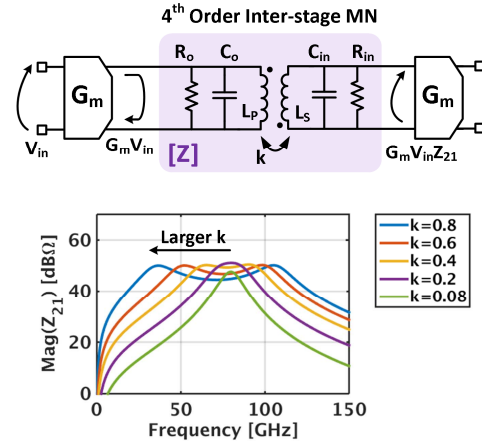 4th Order Inter-stage MN
Ro Co Cin Rin
Gm Gm
LP LS
Vin GmVin [Z] k GmVinZ21
Larger k
Mag(Z21) [dBΩ]
60
40
20
0
0 50 100 150
Frequency [GHz]
k=0.8
k=0.6
k=0.4
k=0.2
k=0.08